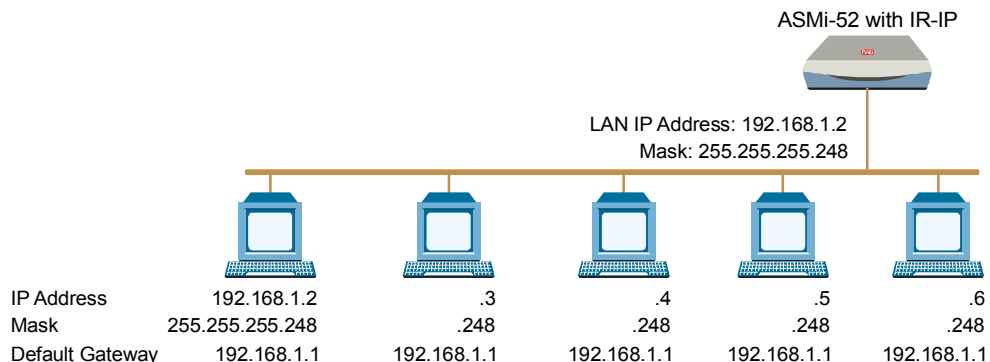 ASMi-52 with IR-IP
LAN IP Address: 192.168.1.2
Mask: 255.255.255.248
IP Address 192.168.1.2 .3 .4 .5 .6
Mask 255.255.255.248 .248 .248 .248 .248
Default Gateway 192.168.1.1 192.168.1.1 192.168.1.1 192.168.1.1 192.168.1.1